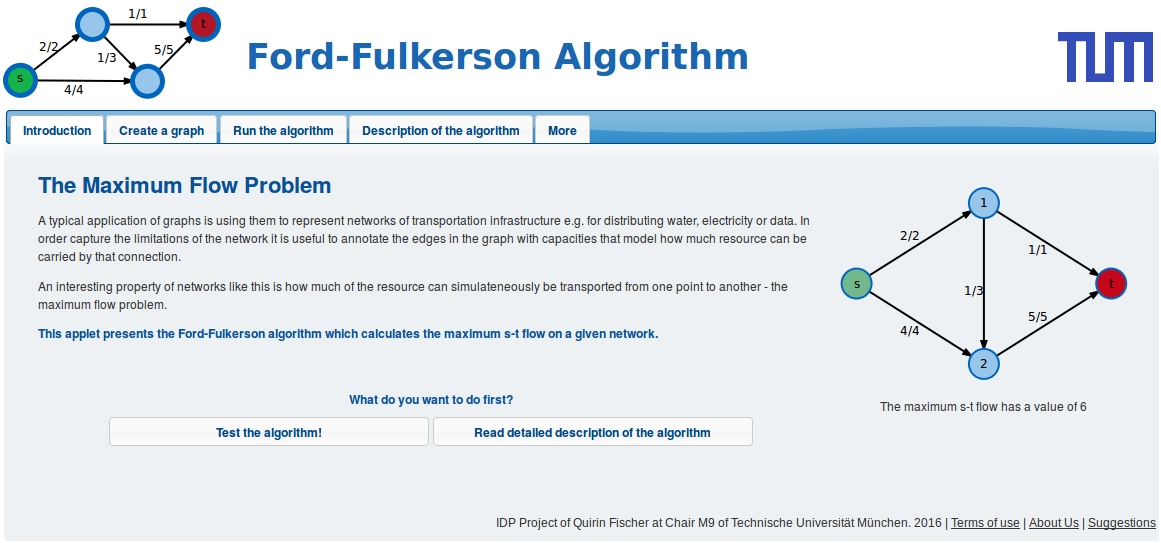 1/1
t
2/2
1/3
5/5
s
4/4
Ford-Fulkerson Algorithm
TUM
Introduction
Create a graph
Run the algorithm
Description of the algorithm
More
The Maximum Flow Problem
A typical application of graphs is using them to represent networks of transportation infrastructure e.g. for distributing water, electricity or data. In
order capture the limitations of the network it is useful to annotate the edges in the graph with capacities that model how much resource can be
carried by that connection.
An interesting property of networks like this is how much of the resource can simulateneously be transported from one point to another - the
maximum flow problem.
This applet presents the Ford-Fulkerson algorithm which calculates the maximum s-t flow on a given network.
1
2/2
1/1
s
1/3
t
4/4
5/5
2
The maximum s-t flow has a value of 6
What do you want to do first?
Test the algorithm!
Read detailed description of the algorithm
IDP Project of Quirin Fischer at Chair M9 of Technische Universität München. 2016 | Terms of use | About Us | Suggestions